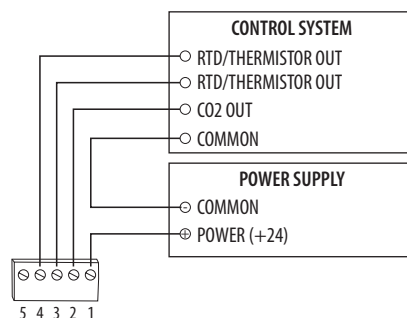 CONTROL SYSTEM
RTD/THERMISTOR OUT
RTD/THERMISTOR OUT
CO2 OUT
COMMON
POWER SUPPLY
COMMON
POWER (+24)
5 4 3 2 1